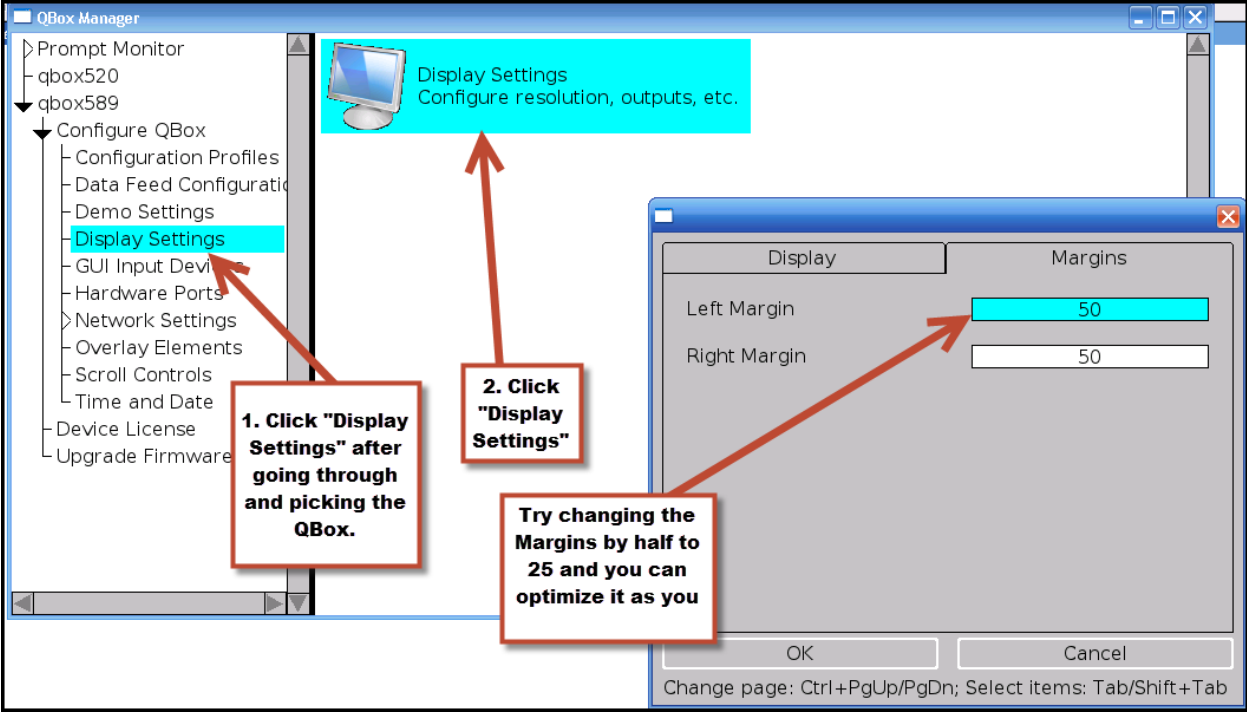 QBox Manager
Prompt Monitor
qbox520
qbox589
Configure QBox
Configuration Profiles
Data Feed Configuratio
Demo Settings
Display Settings
GUI Input Devices
Hardware Ports
Network Settings
Overlay Elements
Scroll Controls
Time and Date
Device License
Upgrade Firmware
Display Settings
Configure resolution, outputs, etc.
1. Click "Display
Settings" after
going through
and picking the
QBox.
2. Click
"Display
Settings"
Display
Margins
Left Margin
50
Right Margin
50
Try changing the
Margins by half to
25 and you can
optimize it as you
OK
Cancel
Change page: Ctrl+PgUp/PgDn; Select items: Tab/Shift+Tab